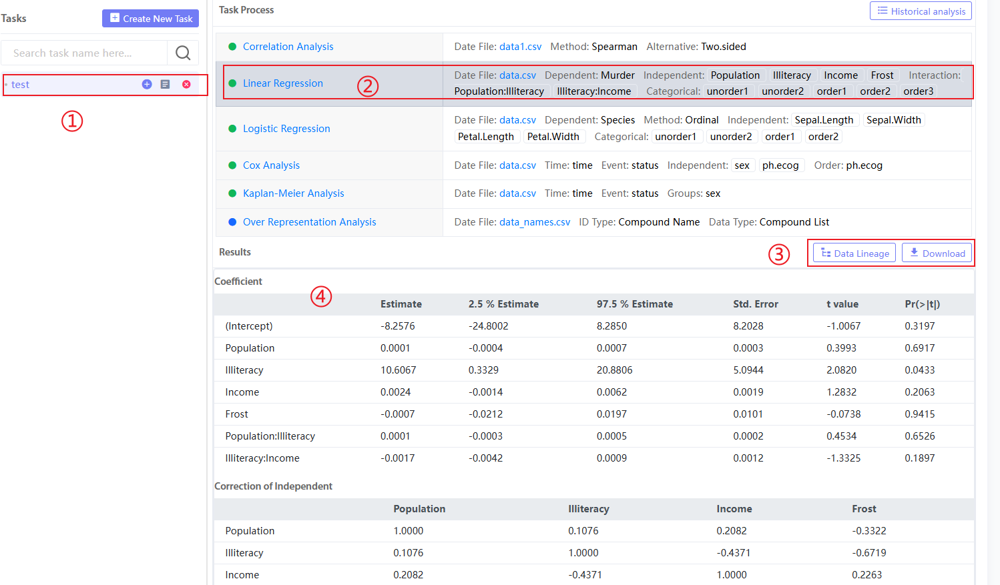 Tasks
Create New Task
Search task name here...
test
①
Task Process
Historical analysis
Correlation Analysis
Date File: data1.csv Method: Spearman Alternative: Two.sided
Linear Regression
②
Date File: data.csv Dependent: Murder Independent: Population Illiteracy Income Frost Interaction:
Population:Illiteracy Illiteracy:Income Categorical: unorder1 unorder2 order1 order2 order3
Logistic Regression
Date File: data.csv Dependent: Species Method: Ordinal Independent: Sepal.Length Sepal.Width
Petal.Length Petal.Width Categorical: unorder1 unorder2 order1 order2
Cox Analysis
Date File: data.csv Time: time Event: status Independent: sex ph.ecog Order: ph.ecog
Kaplan-Meier Analysis
Date File: data.csv Time: time Event: status Groups: sex
Over Representation Analysis
Date File: data_names.csv ID Type: Compound Name Data Type: Compound List
Results
③
Data Lineage
Download
Coefficient
④
Estimate 2.5 % Estimate 97.5 % Estimate Std. Error t value Pr(>|t|)
(Intercept) -8.2576 -24.8002 8.2850 8.2028 -1.0067 0.3197
Population 0.0001 -0.0004 0.0007 0.0003 0.3993 0.6917
Illiteracy 10.6067 0.3329 20.8806 5.0944 2.0820 0.0433
Income 0.0024 -0.0014 0.0062 0.0019 1.2832 0.2063
Frost -0.0007 -0.0212 0.0197 0.0101 -0.0738 0.9415
Population:Illiteracy 0.0001 -0.0003 0.0005 0.0002 0.4534 0.6526
Illiteracy:Income -0.0017 -0.0042 0.0009 0.0012 -1.3325 0.1897
Correction of Independent
Population Illiteracy Income Frost
Population 1.0000 0.1076 0.2082 -0.3322
Illiteracy 0.1076 1.0000 -0.4371 -0.6719
Income 0.2082 -0.4371 1.0000 0.2263